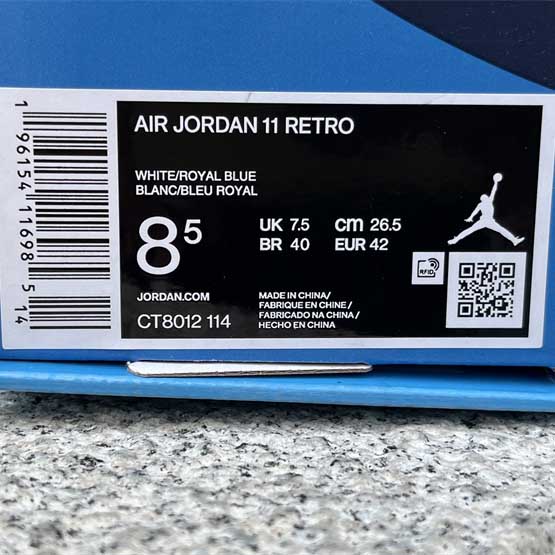 AIR JORDAN 11 RETRO
WHITE/ROYAL BLUE
BLANC/BLEU ROYAL
8⁵
UK 7.5 cm 26.5
BR 40 EUR 42
RFID
JORDAN.COM
CT8012 114
MADE IN CHINA/
FABRIQUE EN CHINE /
FABRICADO NA CHINA/
HECHO EN CHINA
1 96154 11698 5 14